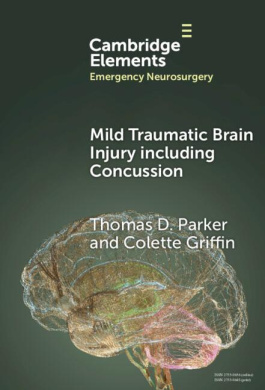 Cambridge
Elements
Emergency Neurosurgery
Mild Traumatic Brain
Injury including
Concussion
Thomas D. Parker
and Colette Griffin